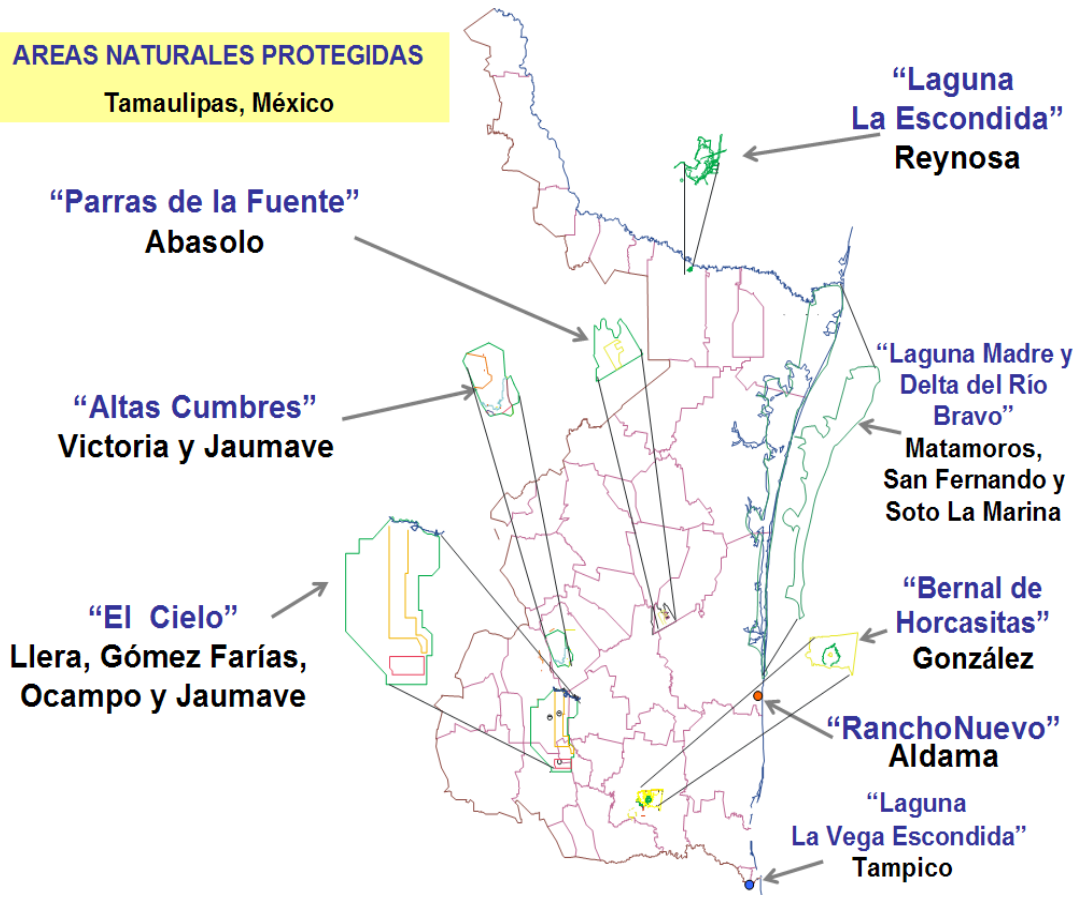 AREAS NATURALES PROTEGIDAS
Tamaulipas, México
“Laguna
La Escondida”
Reynosa
“Parras de la Fuente”
Abasolo
“Altas Cumbres”
Victoria y Jaumave
“Laguna Madre y
Delta del Río
Bravo”
Matamoros,
San Fernando y
Soto La Marina
“El  Cielo”
Llera, Gómez Farías,
Ocampo y Jaumave
“Bernal de
Horcasitas”
González
“RanchoNuevo”
Aldama
“Laguna
La Vega Escondida”
Tampico